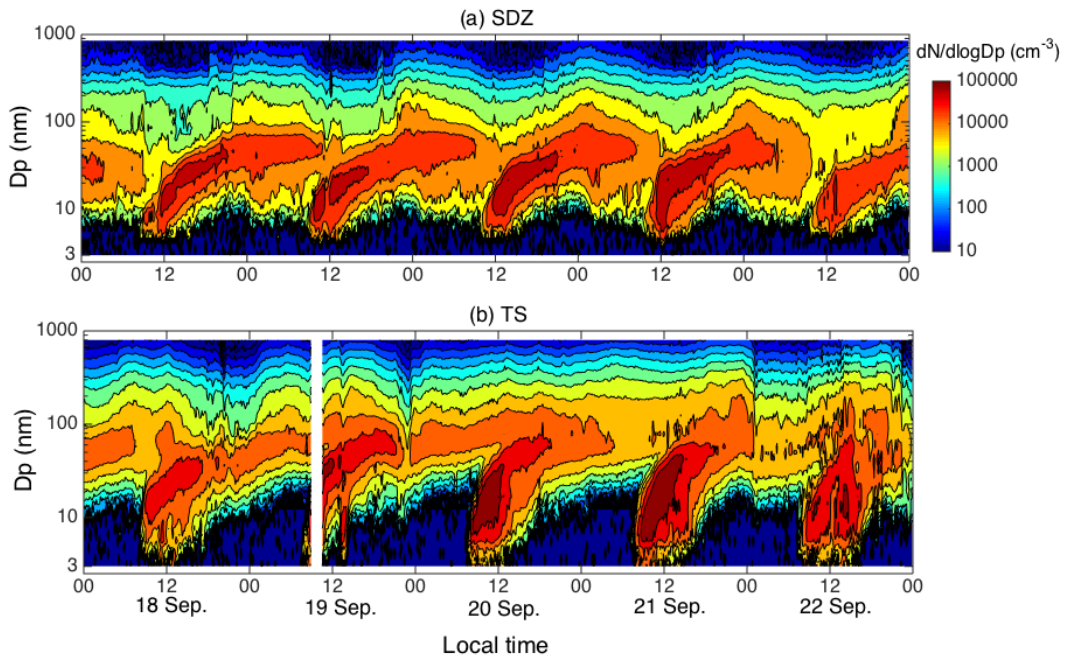 (a) SDZ
dN/dlogDp (cm⁻³)
1000
100
10
3
Dp (nm)
100000
10000
1000
100
10
00 12 00 12 00 12 00 12 00 12 00
(b) TS
1000
100
10
3
Dp (nm)
00 12 00 12 00 12 00 12 00 12 00
18 Sep. 19 Sep. 20 Sep. 21 Sep. 22 Sep.
Local time